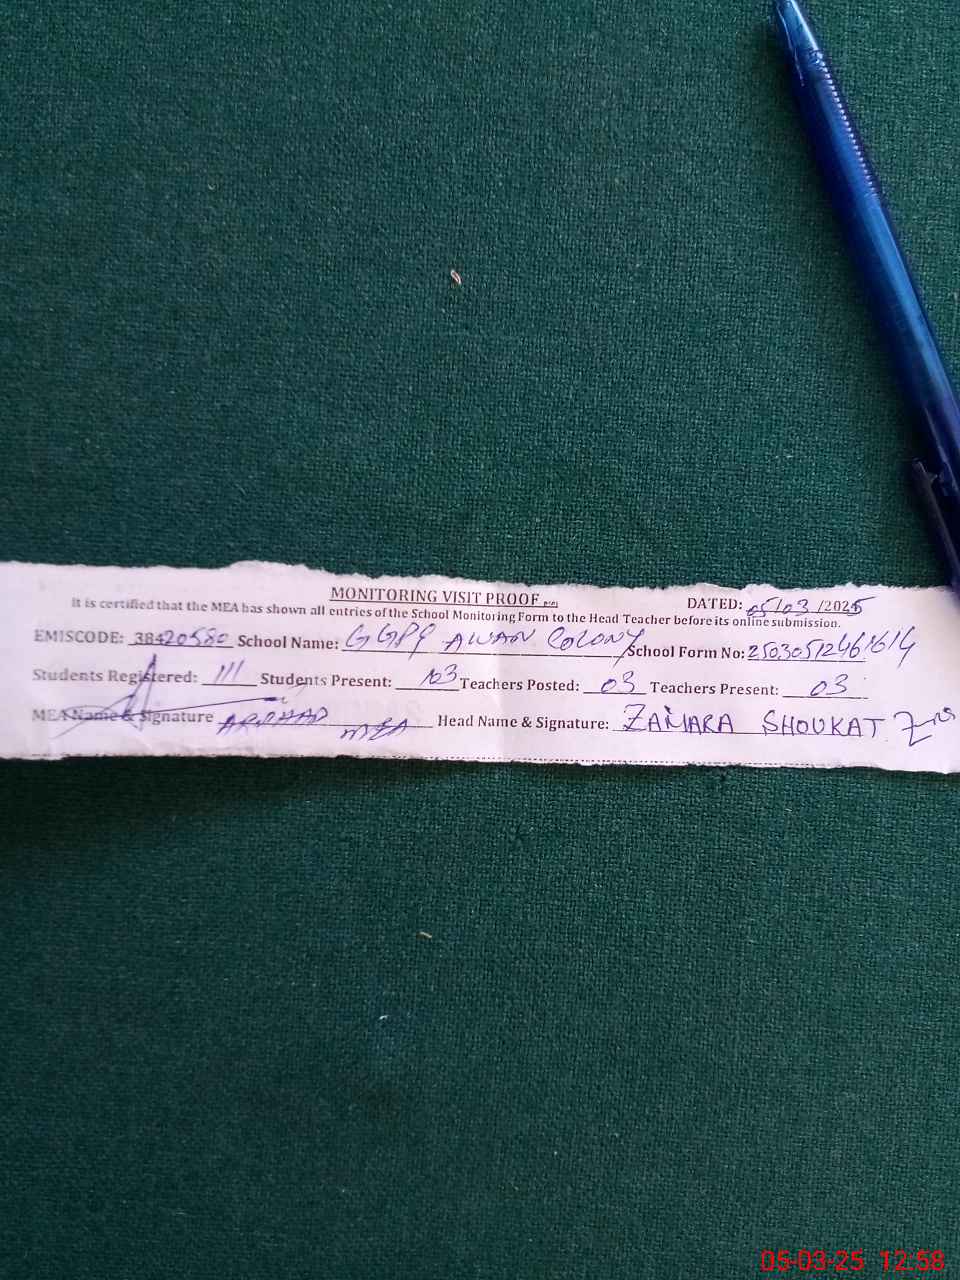 MONITORING VISIT PROOF
DATED: 05/03/2025
It is certified that the MEA has shown all entries of the School Monitoring Form to the Head Teacher before its online submission.
EMISCODE: 38420580 School Name: GGPS AWAN COLONY School Form No: 25030512461614
Students Registered: 111 Students Present: 103 Teachers Posted: 03 Teachers Present: 03
MEA Name & Signature ARSHAD MEA Head Name & Signature: ZAMARA SHOUKAT
05-03-25 12:58